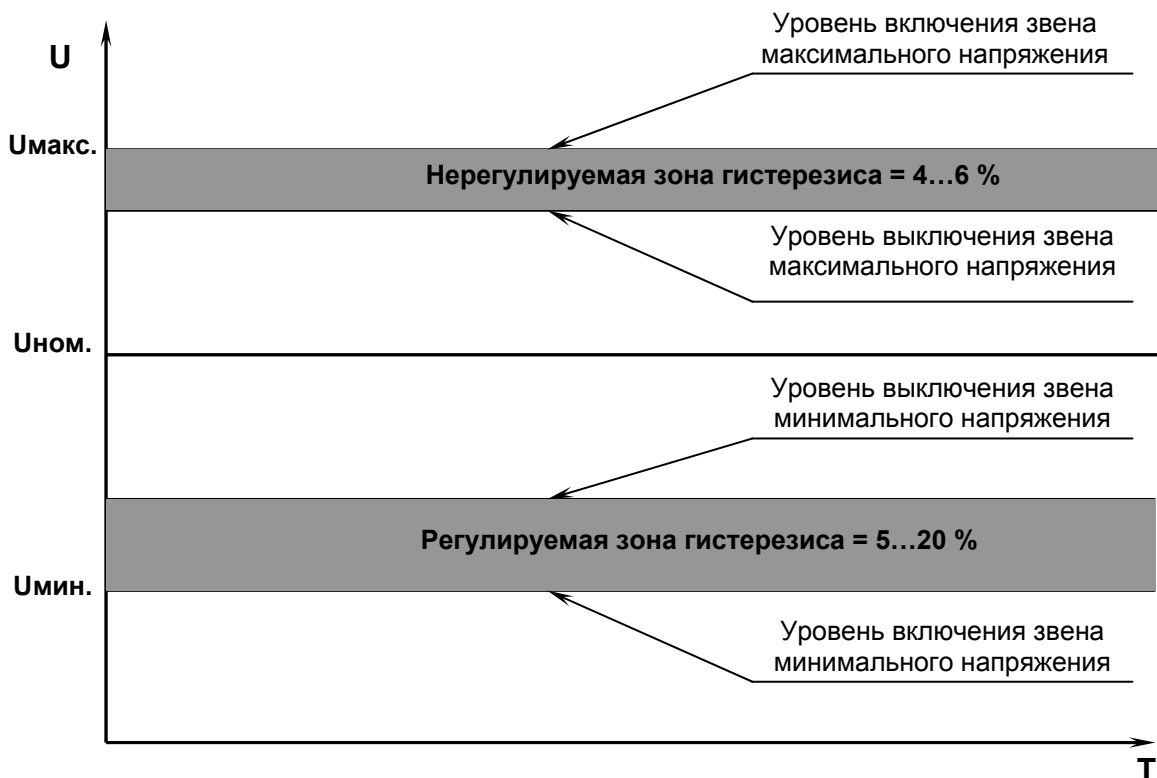 Уровень включения звена
максимального напряжения
U
Uмакс.
Нерегулируемая зона гистерезиса = 4…6 %
Уровень выключения звена
максимального напряжения
Uном.
Уровень выключения звена
минимального напряжения
Регулируемая зона гистерезиса = 5…20 %
Uмин.
Уровень включения звена
минимального напряжения
T